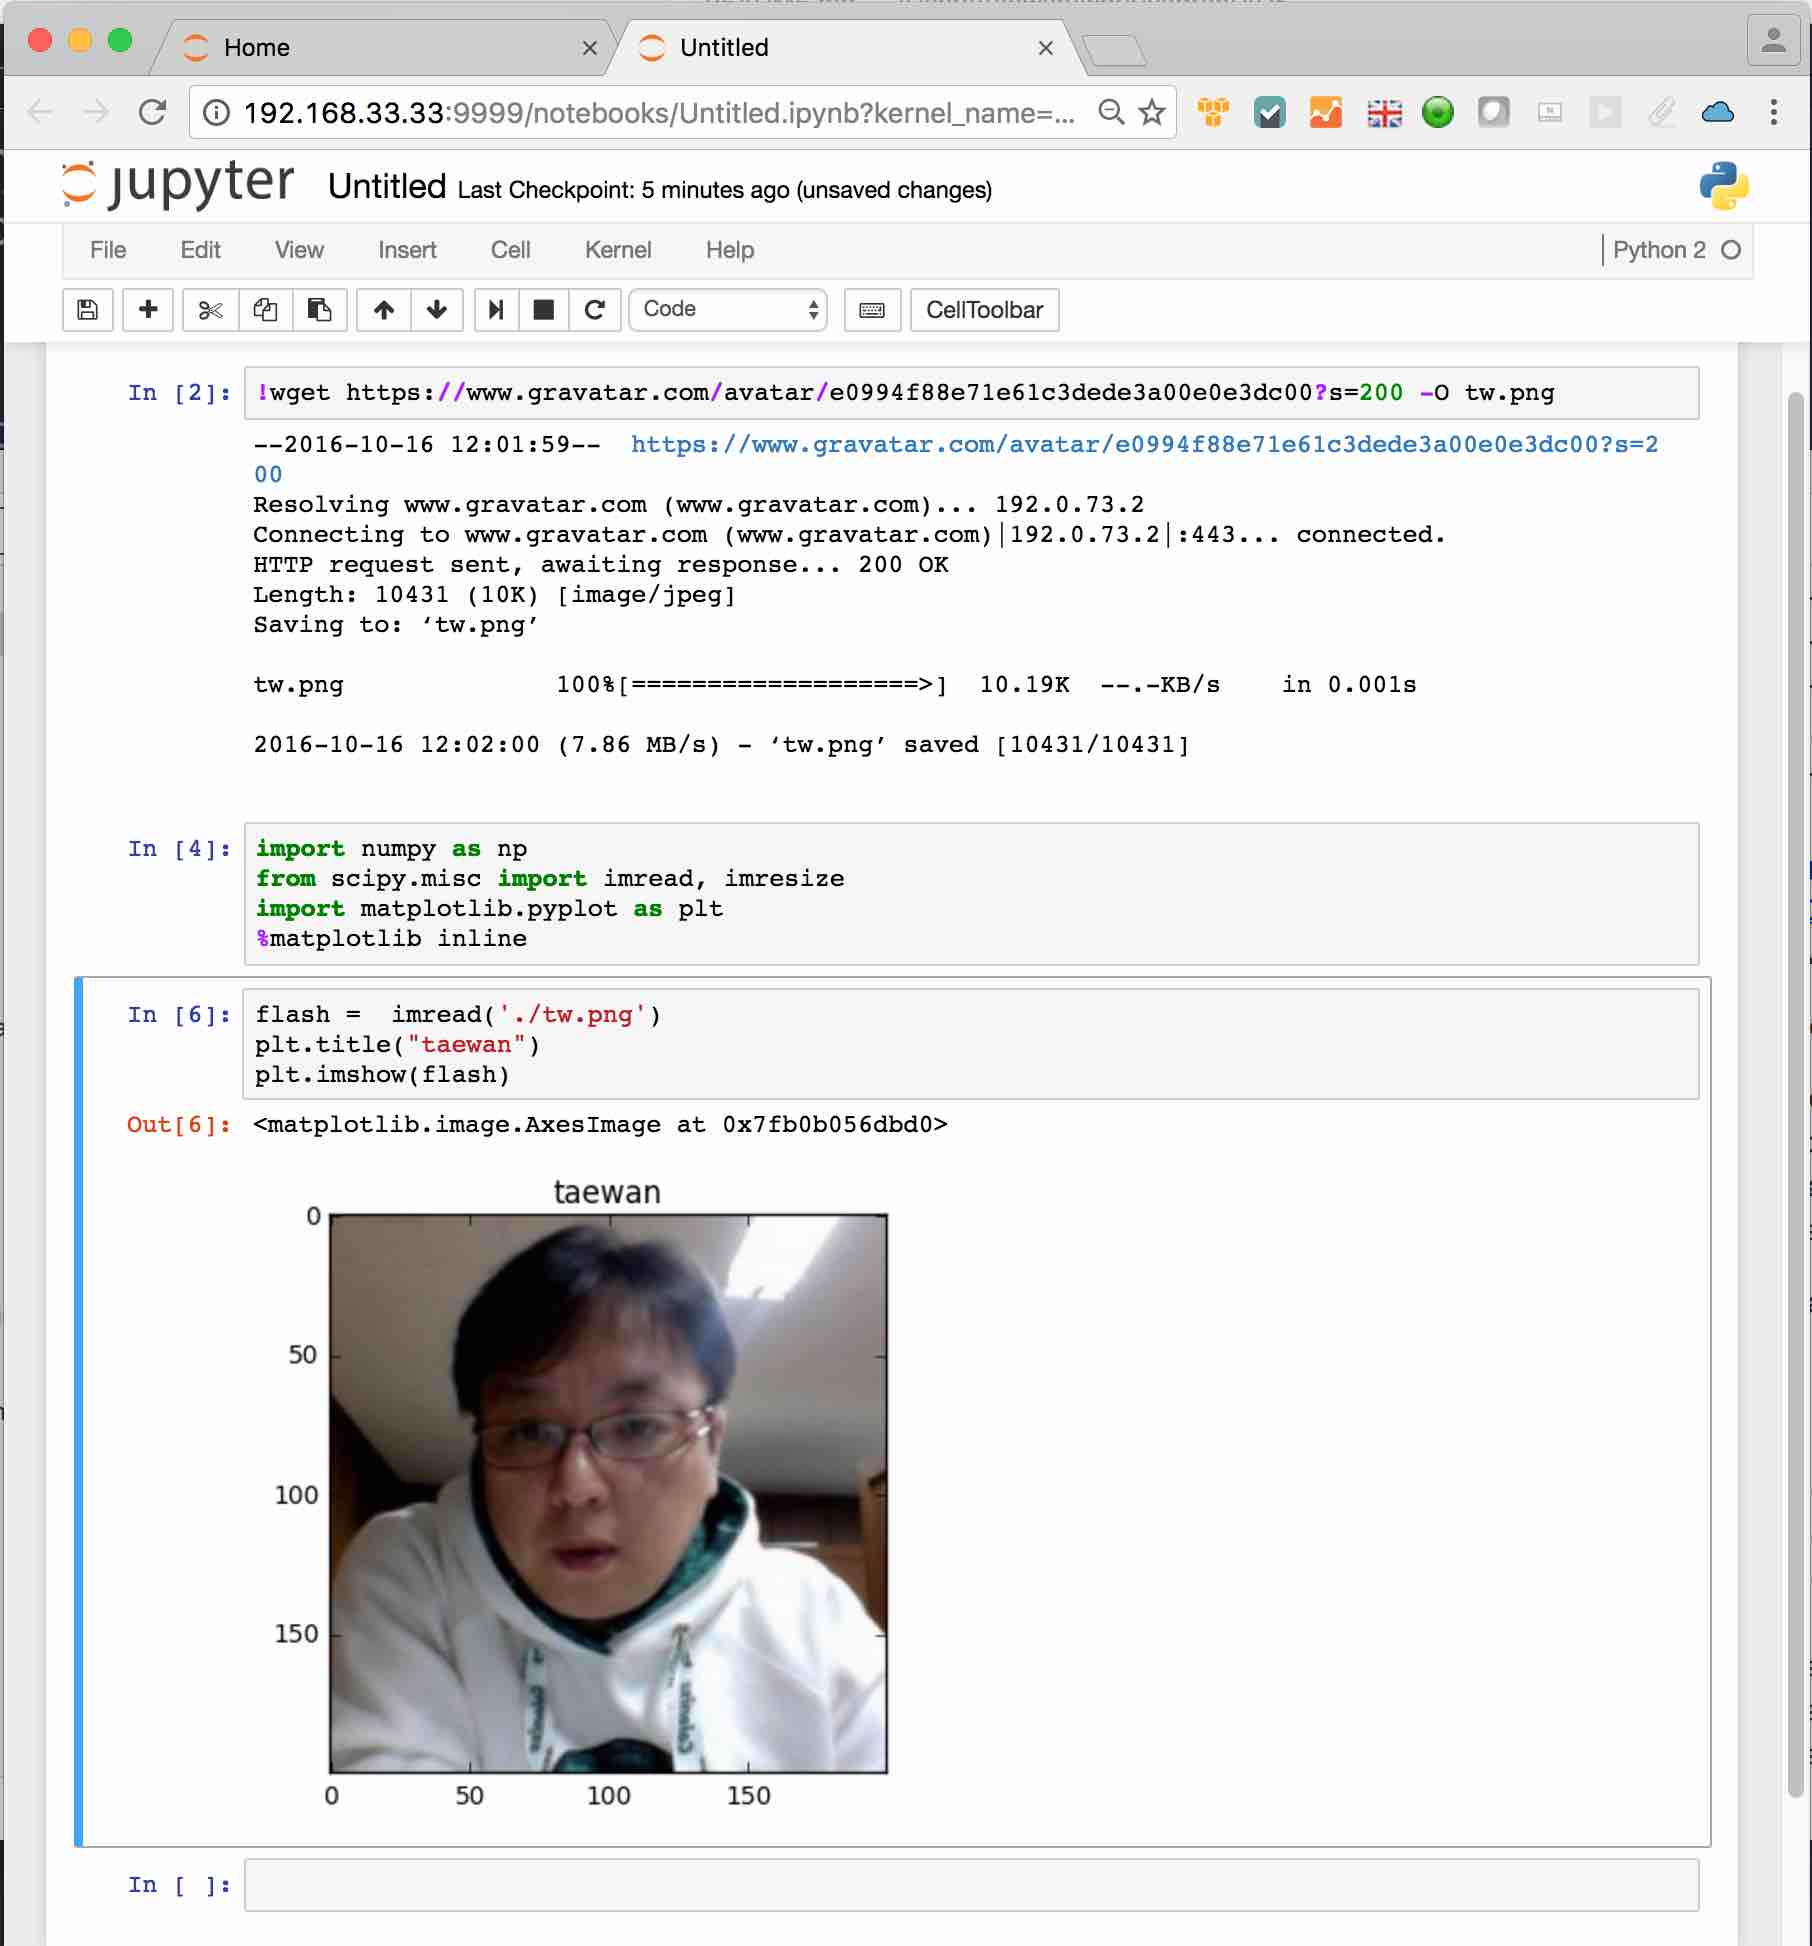 Home
Untitled
192.168.33.33:9999/notebooks/Untitled.ipynb?kernel_name=...
jupyter Untitled Last Checkpoint: 5 minutes ago (unsaved changes)
File Edit View Insert Cell Kernel Help Python 2
Code CellToolbar
In [2]: !wget https://www.gravatar.com/avatar/e0994f88e71e61c3dede3a00e0e3dc00?s=200 -O tw.png
--2016-10-16 12:01:59--  https://www.gravatar.com/avatar/e0994f88e71e61c3dede3a00e0e3dc00?s=2
00
Resolving www.gravatar.com (www.gravatar.com)... 192.0.73.2
Connecting to www.gravatar.com (www.gravatar.com)|192.0.73.2|:443... connected.
HTTP request sent, awaiting response... 200 OK
Length: 10431 (10K) [image/jpeg]
Saving to: ‘tw.png’
tw.png 100%[===================>] 10.19K --.-KB/s in 0.001s
2016-10-16 12:02:00 (7.86 MB/s) - ‘tw.png’ saved [10431/10431]
In [4]: import numpy as np
from scipy.misc import imread, imresize
import matplotlib.pyplot as plt
%matplotlib inline
In [6]: flash =  imread('./tw.png')
plt.title("taewan")
plt.imshow(flash)
Out[6]: <matplotlib.image.AxesImage at 0x7fb0b056dbd0>
taewan
0
50
100
150
0 50 100 150
In [ ]: